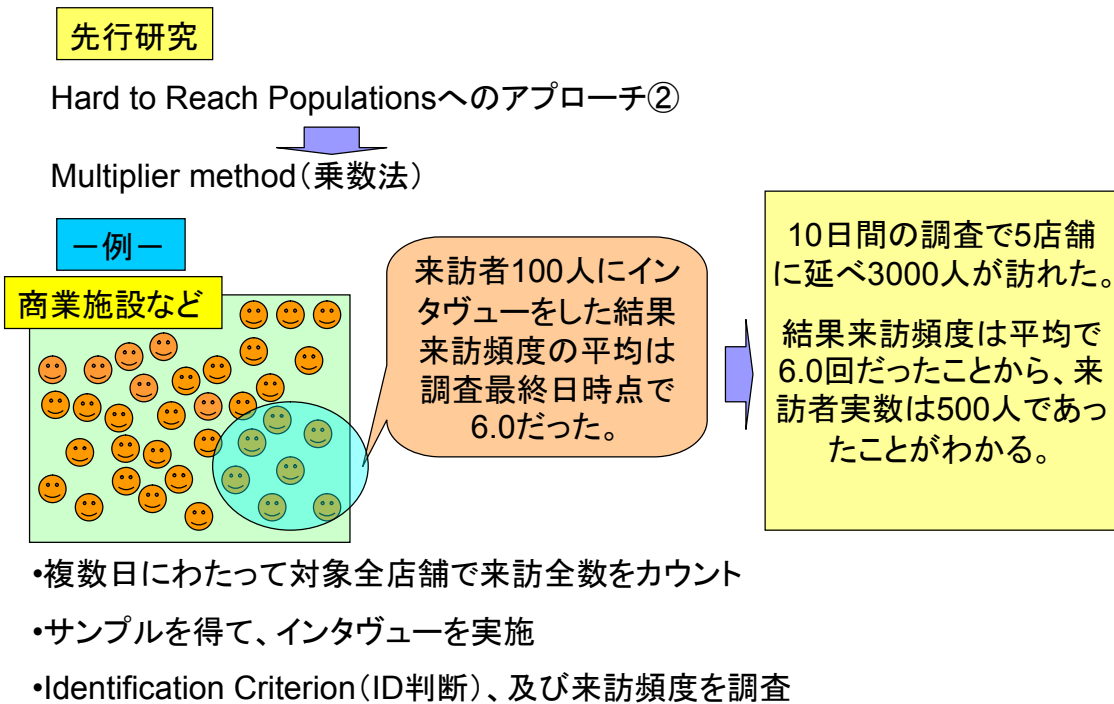 先行研究
Hard to Reach Populationsへのアプローチ②
Multiplier method（乗数法）
－例－
商業施設など
来訪者100人にイン
タヴューをした結果
来訪頻度の平均は
調査最終日時点で
6.0だった。
10日間の調査で5店舗
に延べ3000人が訪れた。
結果来訪頻度は平均で
6.0回だったことから、来
訪者実数は500人であっ
たことがわかる。
•複数日にわたって対象全店舗で来訪全数をカウント
•サンプルを得て、インタヴューを実施
•Identification Criterion（ID判断）、及び来訪頻度を調査